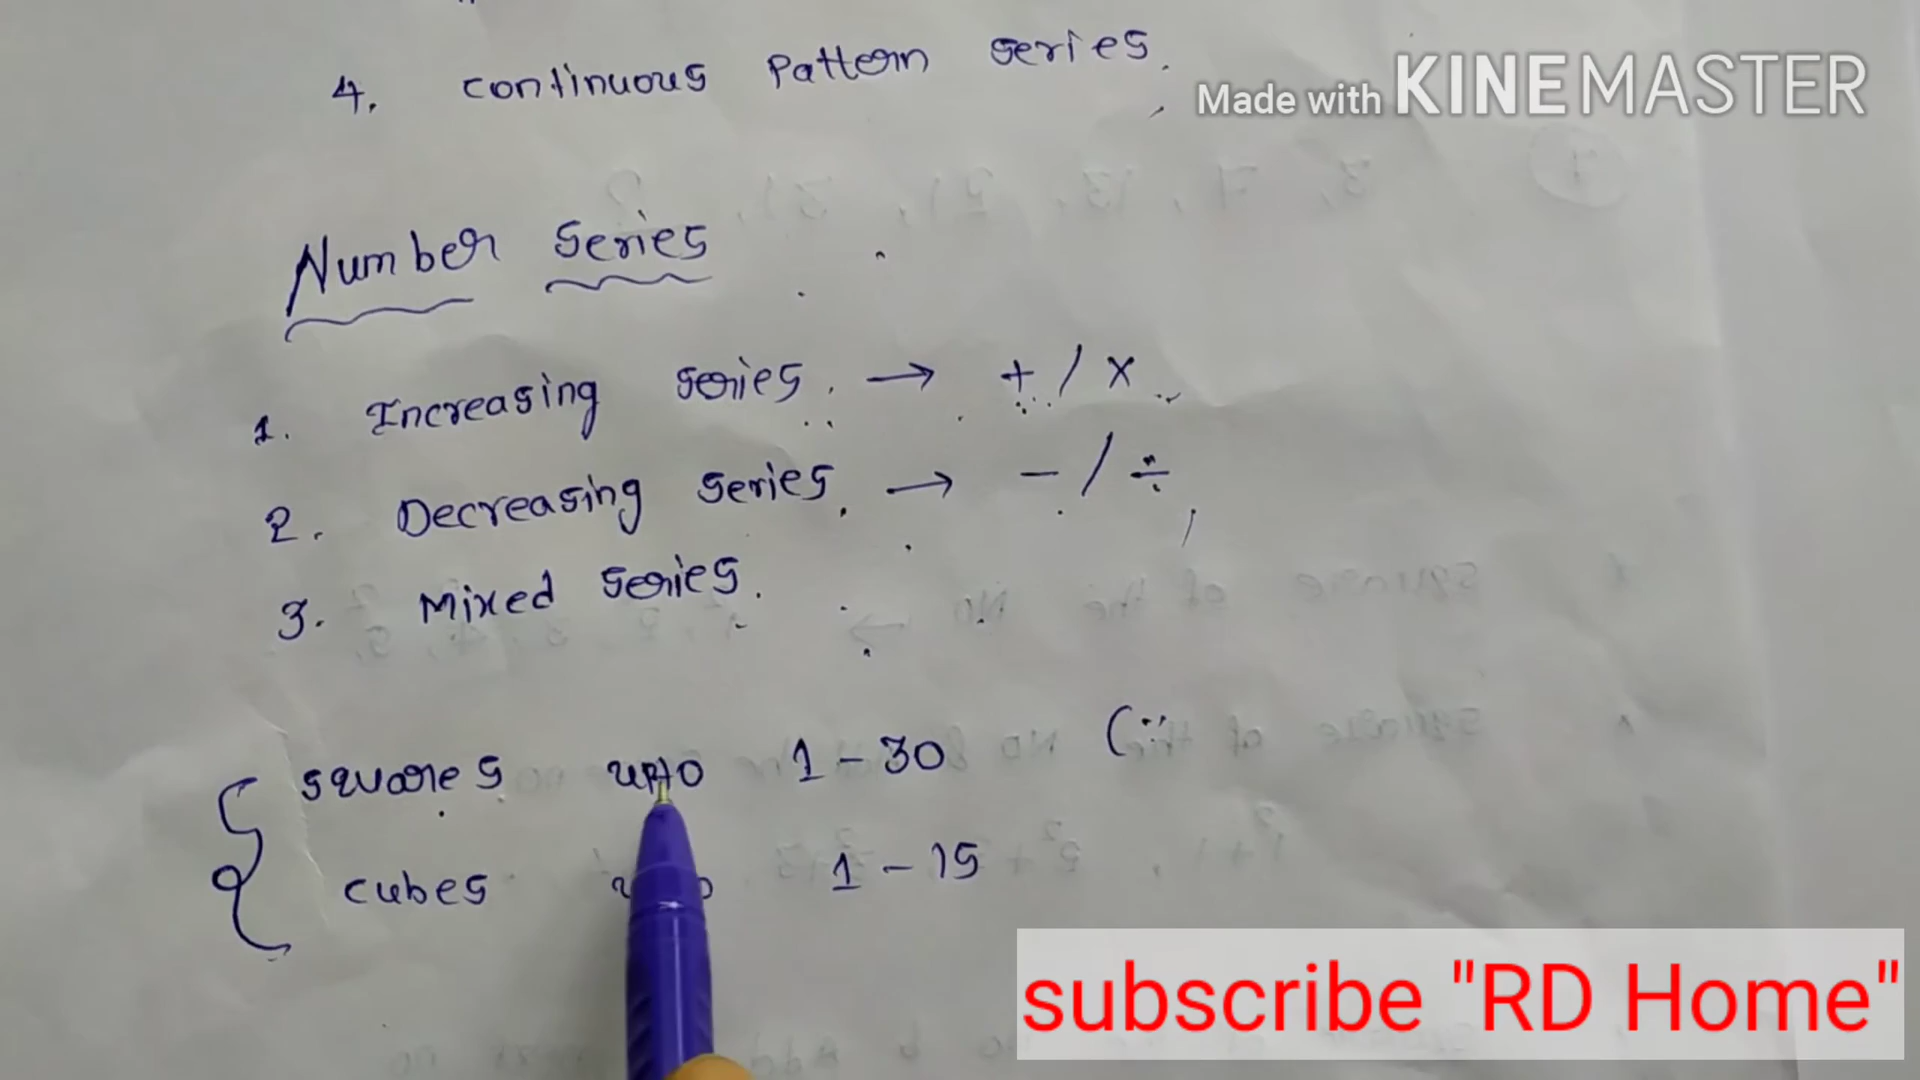 4. continuous Pattern series.
Made with KINEMASTER
Number series
1. Increasing series. → + / ×
2. Decreasing series. → - / ÷
3. Mixed series.
squares upto 1 - 30
cubes 1 - 15
subscribe "RD Home"